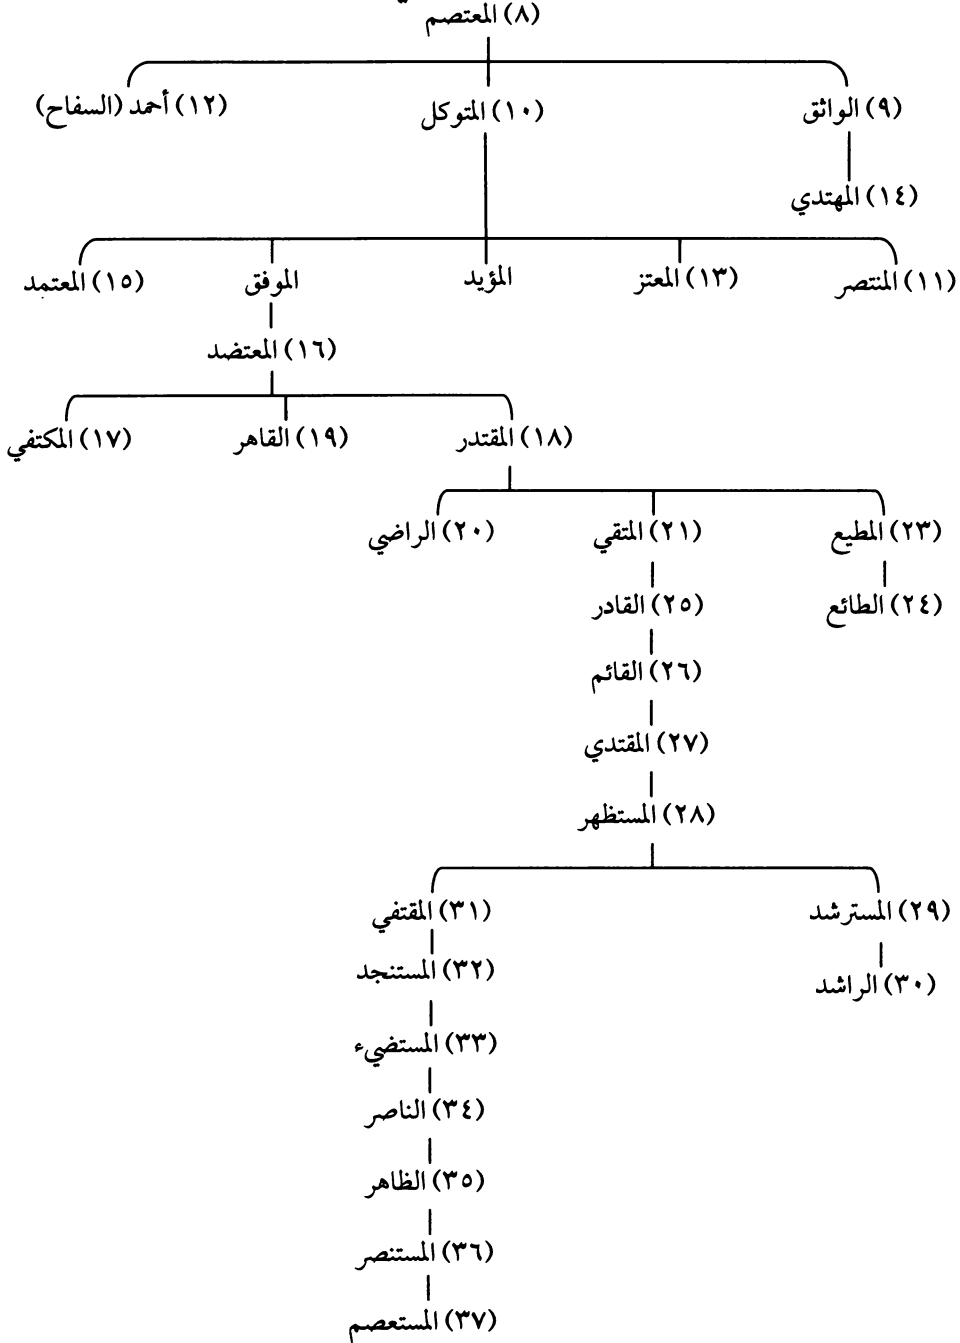 (٨) المعتصم
(٩) الواثق (١٠) المتوكل (١٢) أحمد (السفاح)
(١٤) المهتدي
(١١) المنتصر (١٣) المعتز المؤيد الموفق (١٥) المعتمد
(١٦) المعتضد
(١٨) المقتدر (١٩) القاهر (١٧) المكتفي
(٢٣) المطيع (٢١) المتقي (٢٠) الراضي
(٢٤) الطائع (٢٥) القادر
(٢٦) القائم
(٢٧) المقتدي
(٢٨) المستظهر
(٢٩) المسترشد (٣١) المقتفي
(٣٠) الراشد (٣٢) المستنجد
(٣٣) المستضيء
(٣٤) الناصر
(٣٥) الظاهر
(٣٦) المستنصر
(٣٧) المستعصم